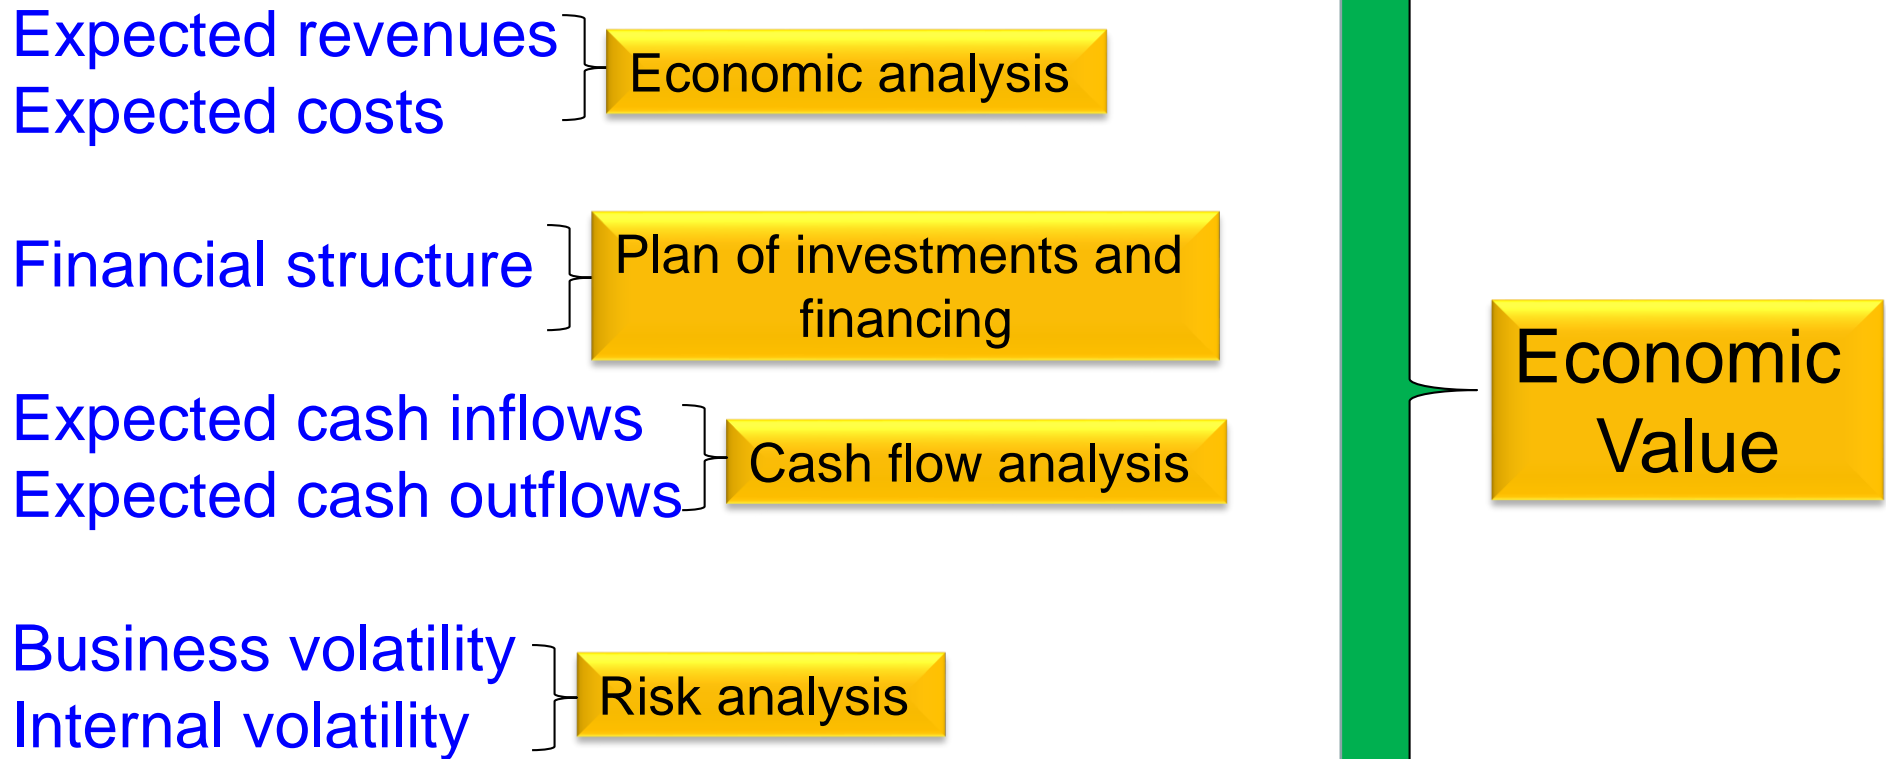 Expected revenues
Expected costs
Economic analysis
Financial structure
Plan of investments and
financing
Expected cash inflows
Expected cash outflows
Cash flow analysis
Business volatility
Internal volatility
Risk analysis
Economic
Value